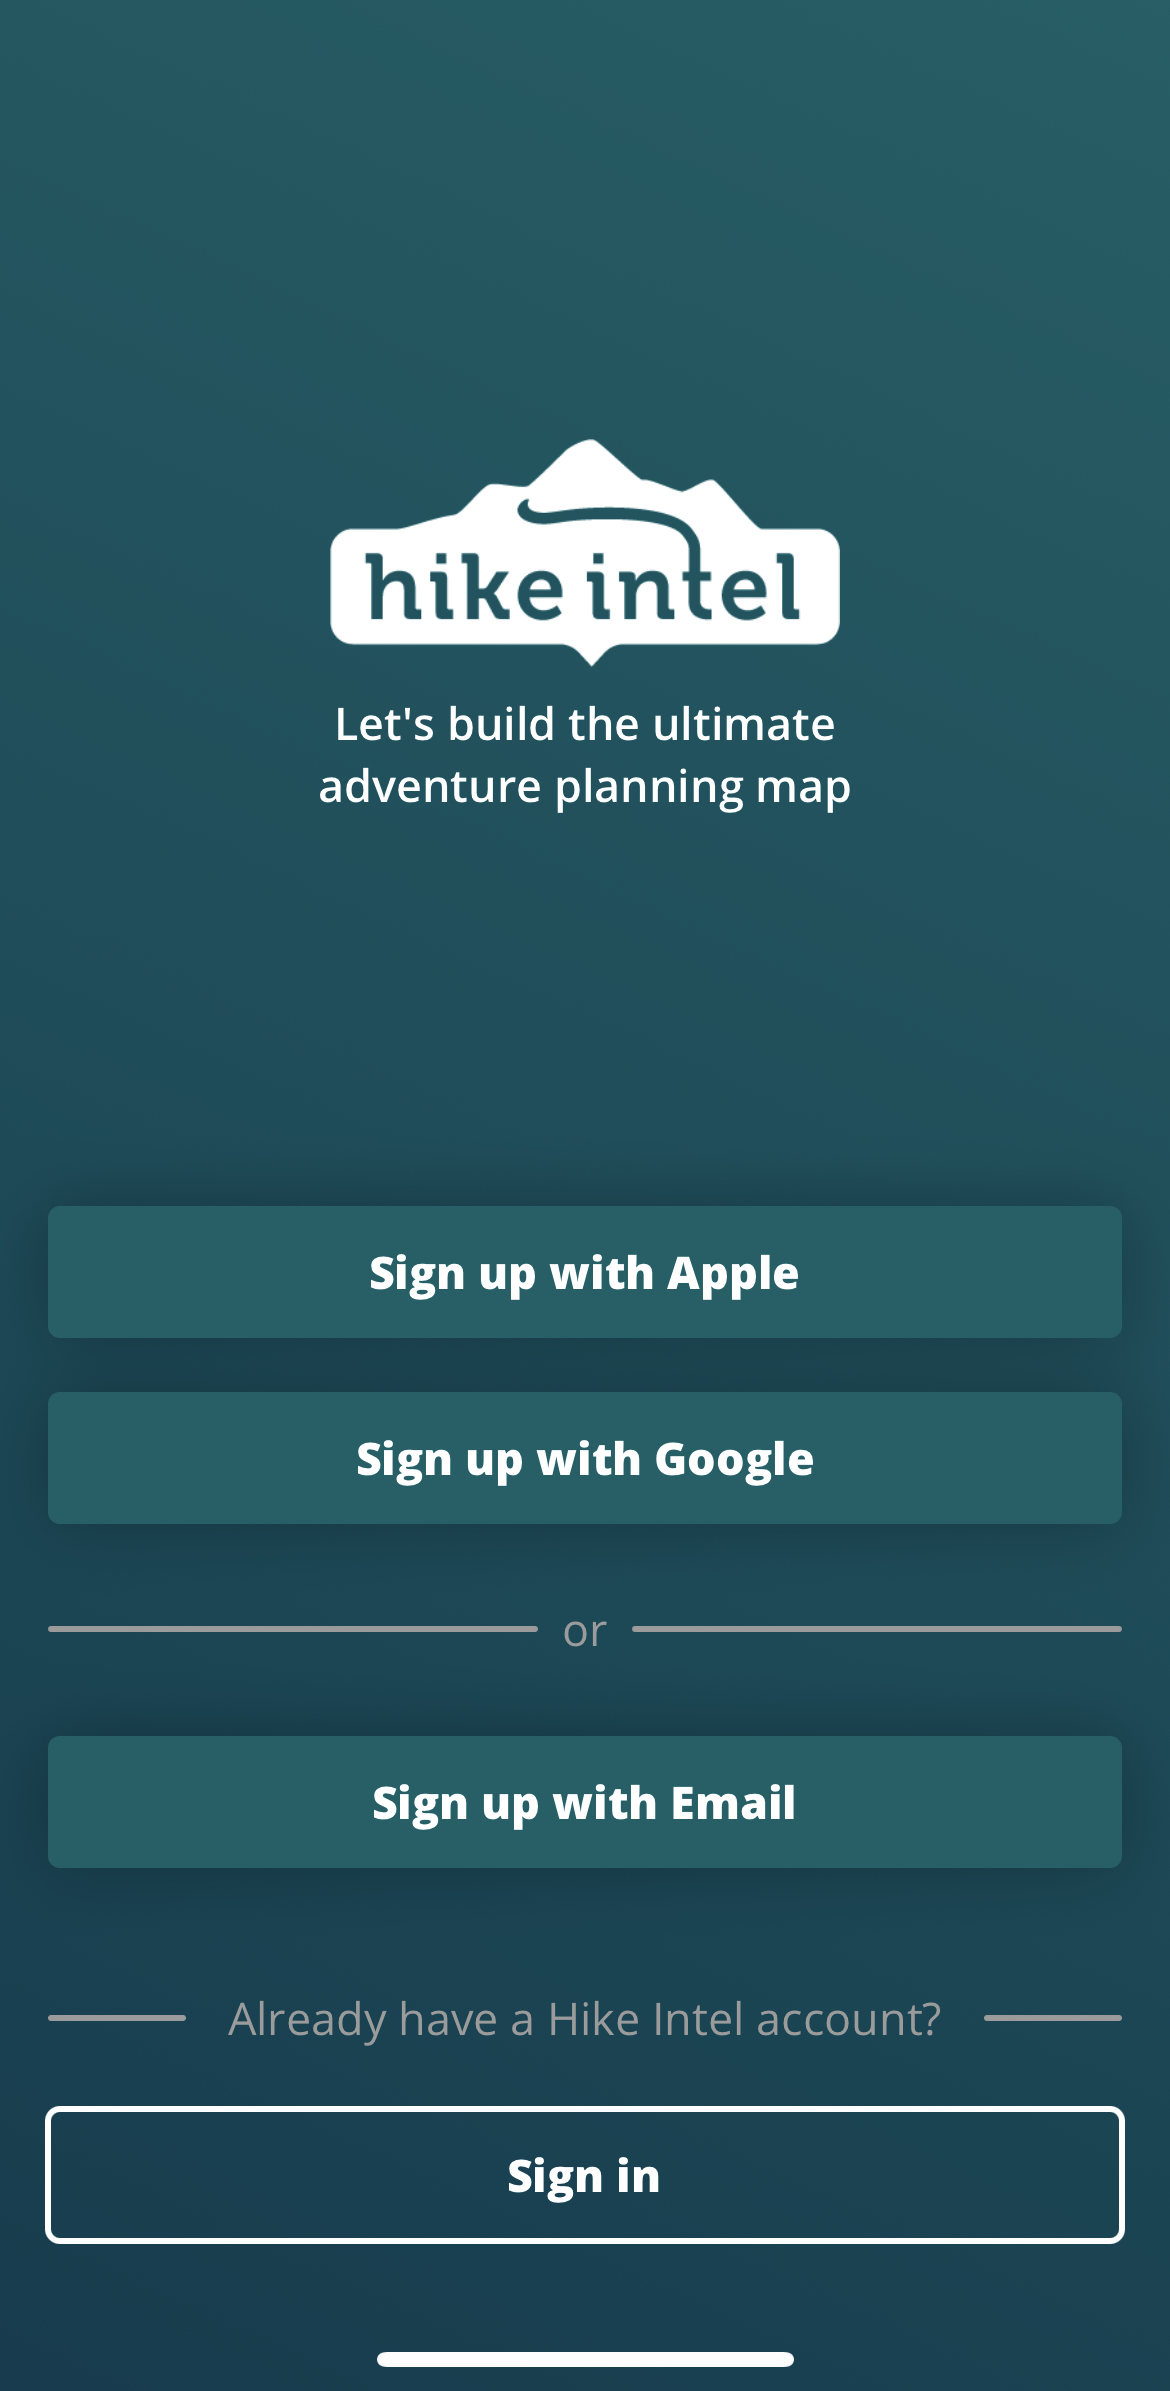 hike intel
Let's build the ultimate
adventure planning map
Sign up with Apple
Sign up with Google
or
Sign up with Email
Already have a Hike Intel account?
Sign in